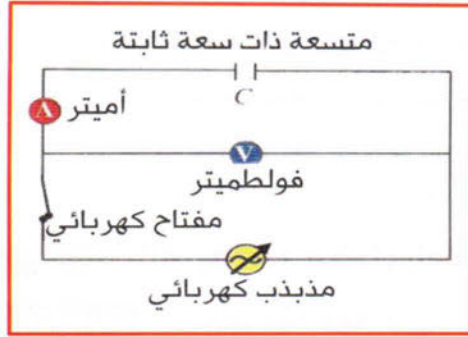 متسعة ذات سعة ثابتة
C
A أميتر
V
فولطميتر
مفتاح كهربائي
مذبذب كهربائي